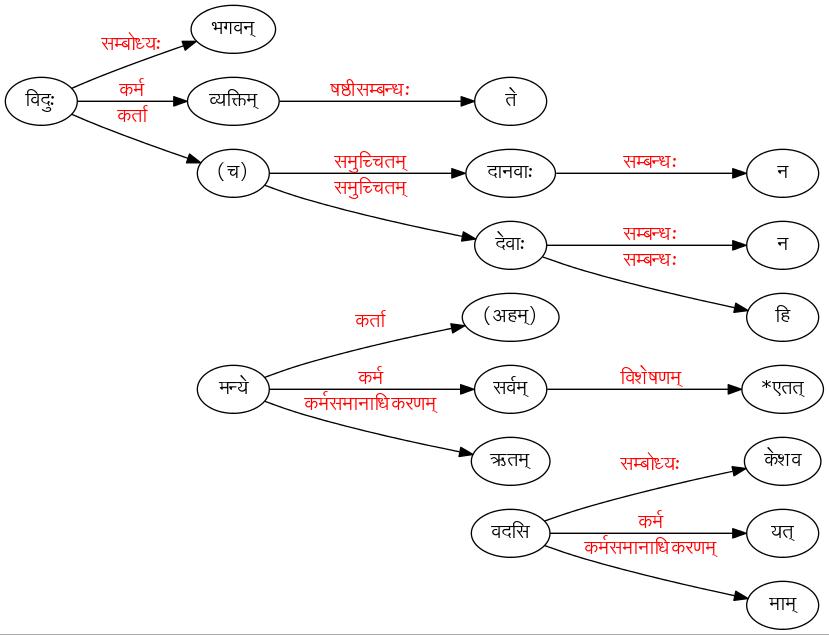 भगवन्
सम्बोध्यः
विदुः कर्म व्यक्तिम् षष्ठीसम्बन्धः ते
कर्ता
(च) समुच्चितम् दानवाः सम्बन्धः न
समुच्चितम्
देवाः सम्बन्धः न
सम्बन्धः
कर्ता (अहम्) हि
मन्ये कर्म सर्वम् विशेषणम् *एतत्
कर्मसमानाधिकरणम्
ऋतम् सम्बोध्यः केशव
वदसि कर्म यत्
कर्मसमानाधिकरणम्
माम्